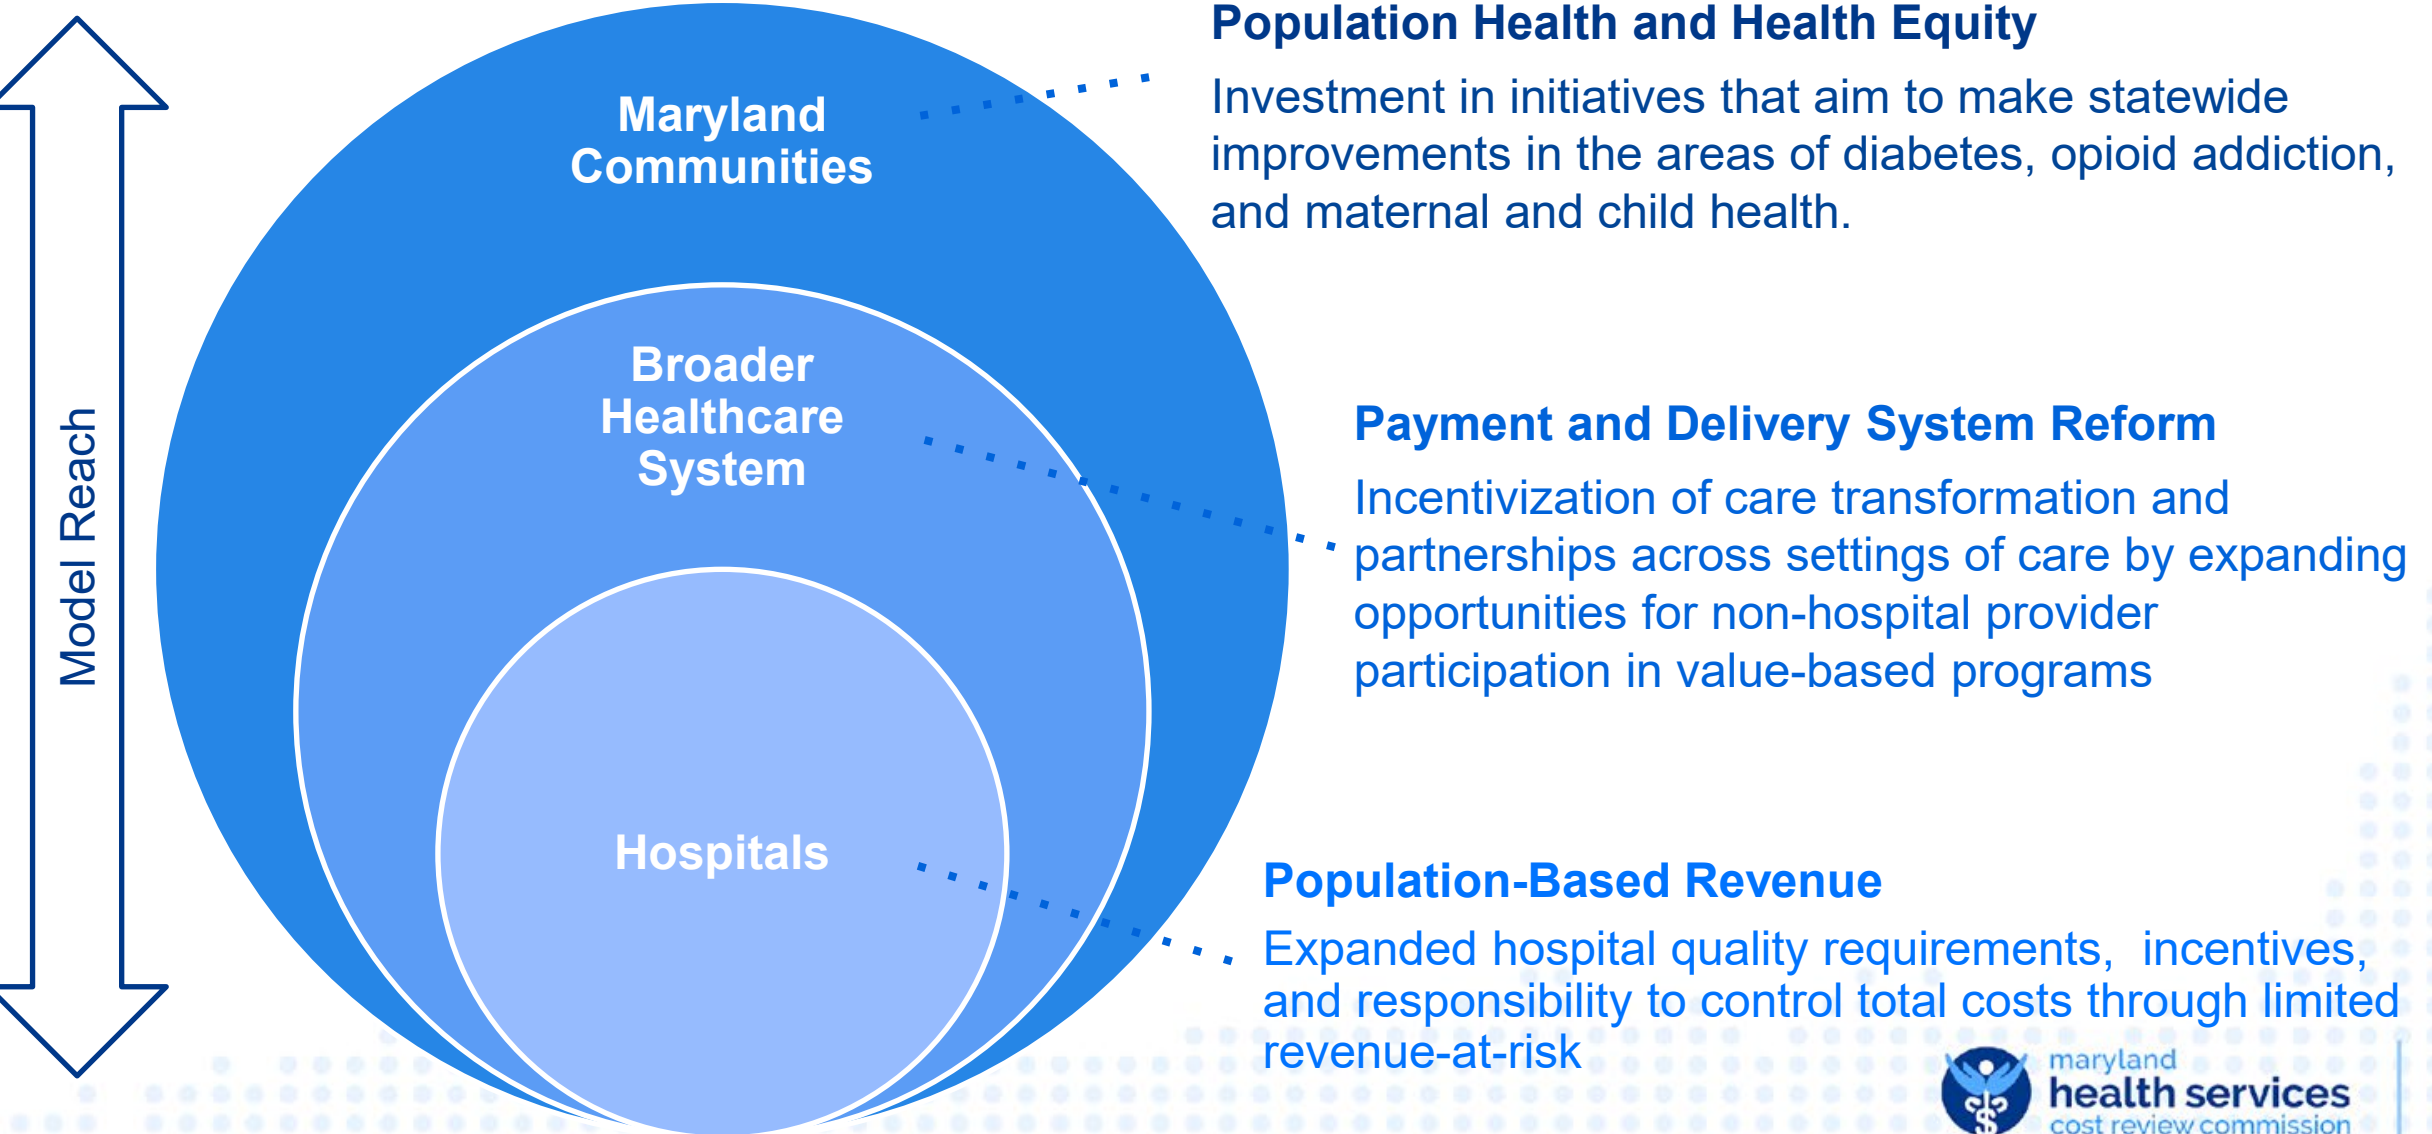 Population Health and Health Equity
Investment in initiatives that aim to make statewide
improvements in the areas of diabetes, opioid addiction,
and maternal and child health.
Maryland
Communities
Model Reach
Broader
Healthcare
System
Payment and Delivery System Reform
Incentivization of care transformation and
partnerships across settings of care by expanding
opportunities for non-hospital provider
participation in value-based programs
Hospitals
Population-Based Revenue
Expanded hospital quality requirements,  incentives,
and responsibility to control total costs through limited
revenue-at-risk
maryland
health services
cost review commission